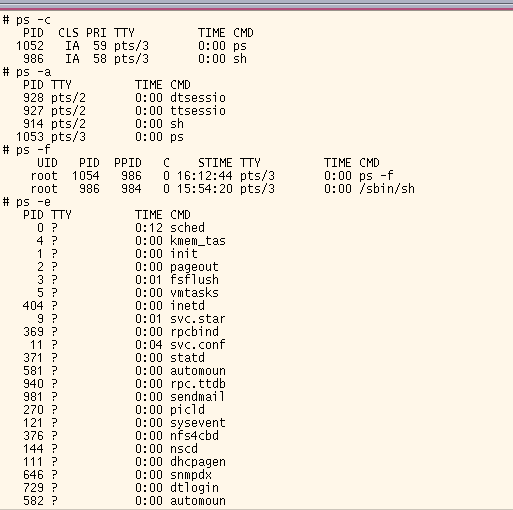 # ps -c
   PID  CLS PRI TTY         TIME CMD
  1052   IA  59 pts/3       0:00 ps
   986   IA  58 pts/3       0:00 sh
# ps -a
   PID TTY         TIME CMD
   928 pts/2       0:00 dtsessio
   927 pts/2       0:00 ttsessio
   914 pts/2       0:00 sh
  1053 pts/3       0:00 ps
# ps -f
     UID   PID  PPID   C    STIME TTY         TIME CMD
    root  1054   986   0 16:12:44 pts/3       0:00 ps -f
    root   986   984   0 15:54:20 pts/3       0:00 /sbin/sh
# ps -e
   PID TTY         TIME CMD
     0 ?           0:12 sched
     4 ?           0:00 kmem_tas
     1 ?           0:00 init
     2 ?           0:00 pageout
     3 ?           0:01 fsflush
     5 ?           0:00 vmtasks
   404 ?           0:00 inetd
     9 ?           0:01 svc.star
   369 ?           0:00 rpcbind
    11 ?           0:04 svc.conf
   371 ?           0:00 statd
   581 ?           0:00 automoun
   940 ?           0:00 rpc.ttdb
   981 ?           0:00 sendmail
   270 ?           0:00 picld
   121 ?           0:00 sysevent
   376 ?           0:00 nfs4cbd
   144 ?           0:00 nscd
   111 ?           0:00 dhcpagen
   646 ?           0:00 snmpdx
   729 ?           0:00 dtlogin
   582 ?           0:00 automoun